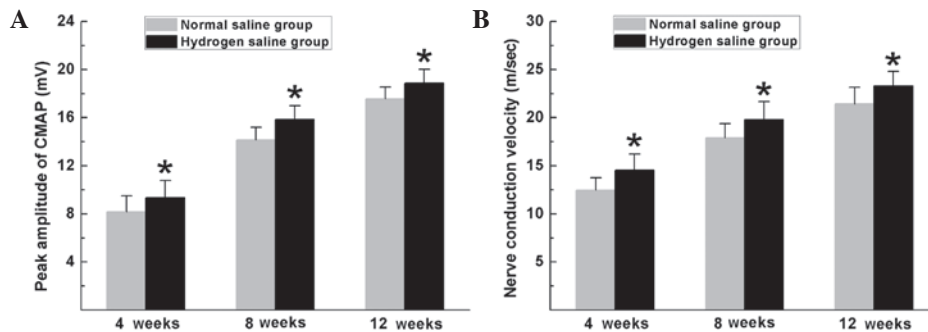 A
Normal saline group
Hydrogen saline group
Peak amplitude of CMAP (mV)
24
20
16
12
8
4
*
*
*
4 weeks
8 weeks
12 weeks
B
Normal saline group
Hydrogen saline group
Nerve conduction velocity (m/sec)
30
25
20
15
10
5
*
*
*
4 weeks
8 weeks
12 weeks